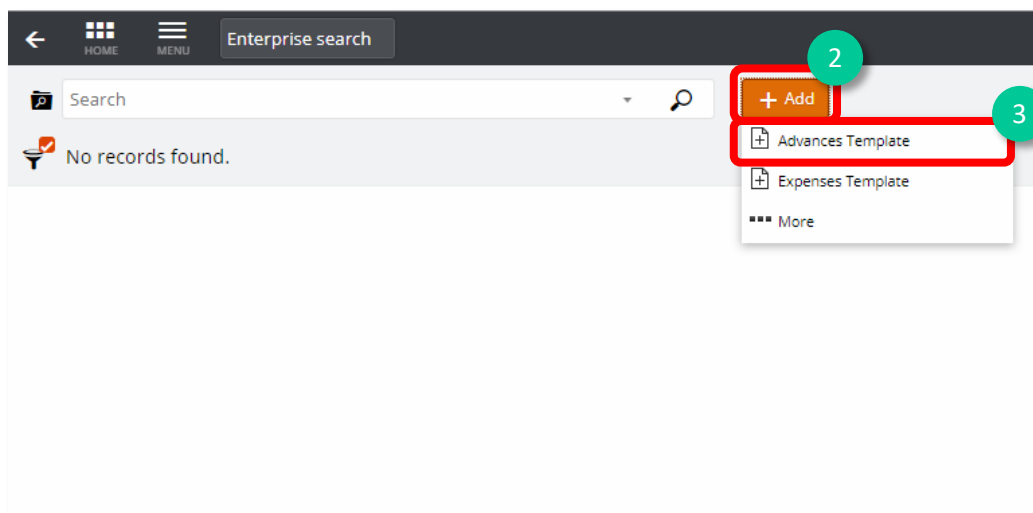 HOME
MENU
Enterprise search
2
Search
+ Add
3
Advances Template
No records found.
Expenses Template
More